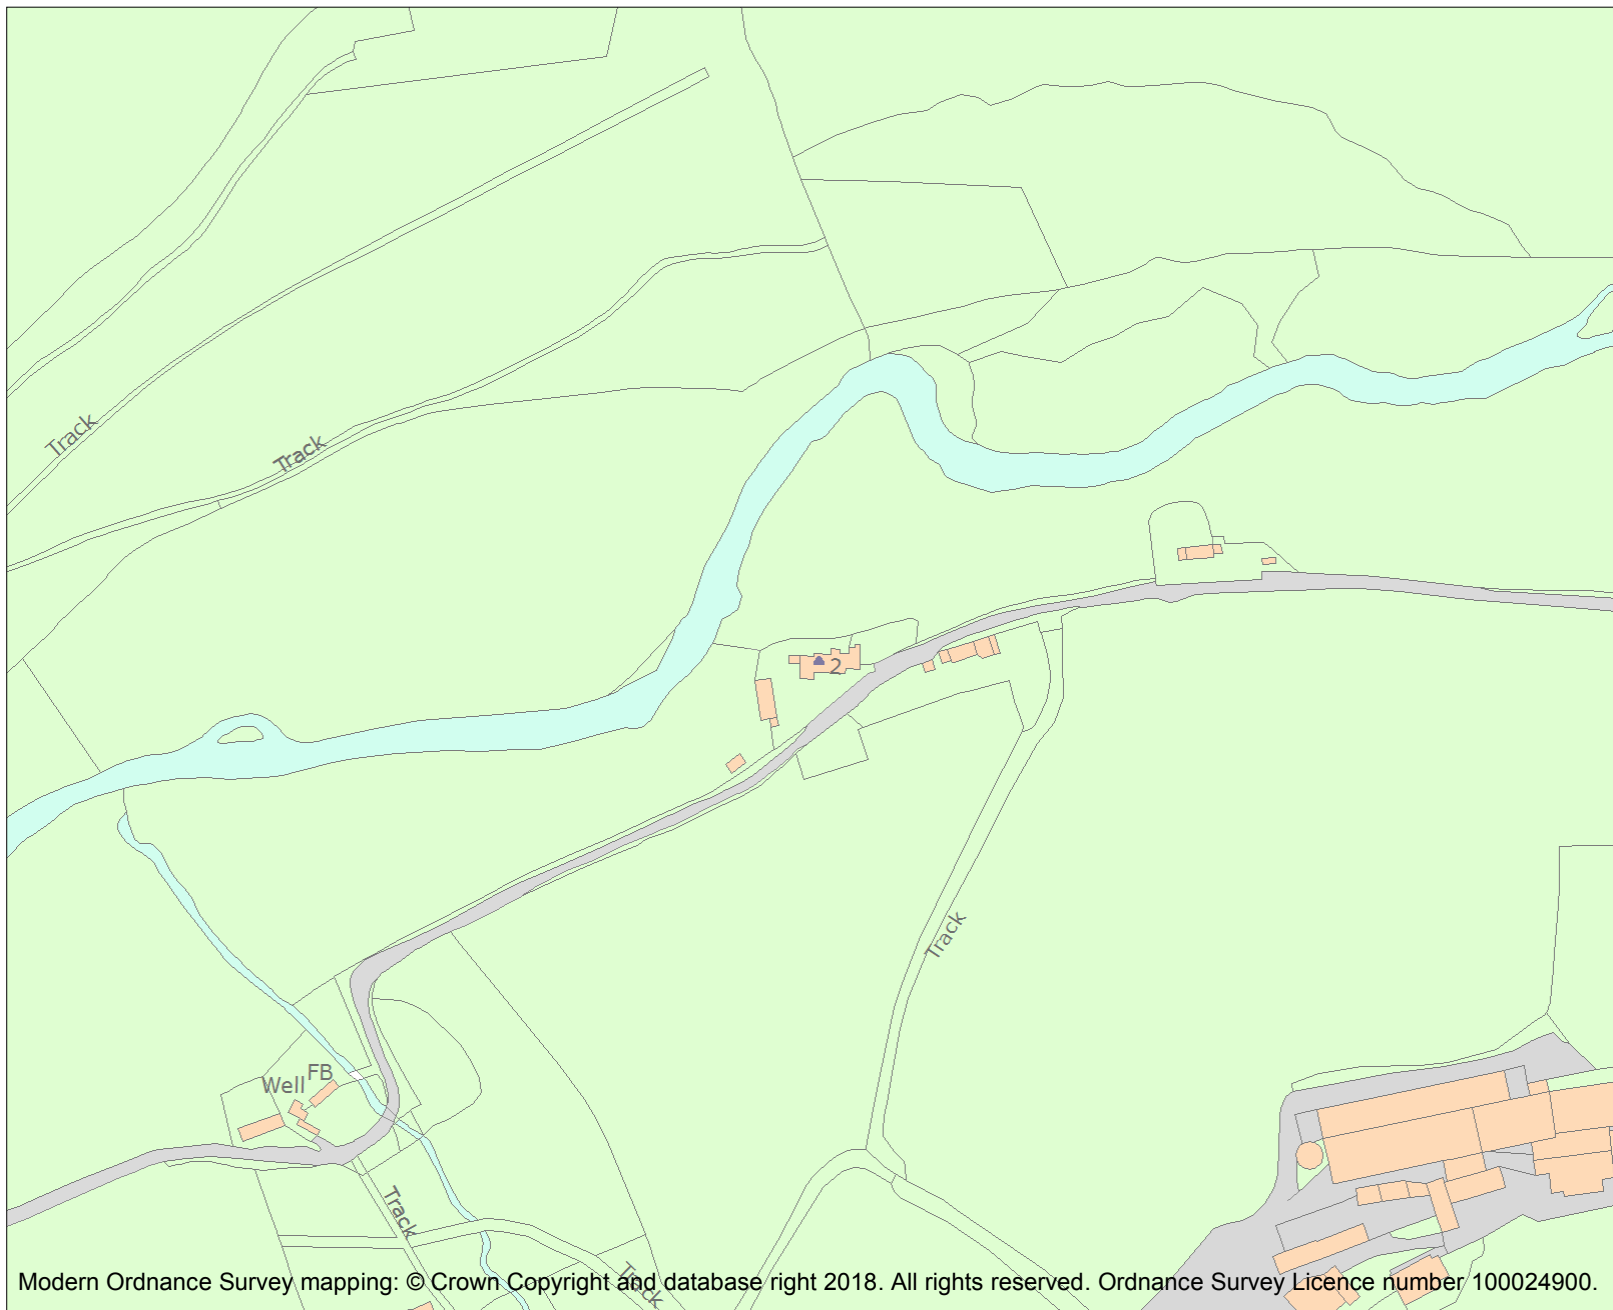 Track
Track
2
Track
FB
Well
Track
Track
Modern Ordnance Survey mapping: © Crown Copyright and database right 2018. All rights reserved. Ordnance Survey Licence number 100024900.